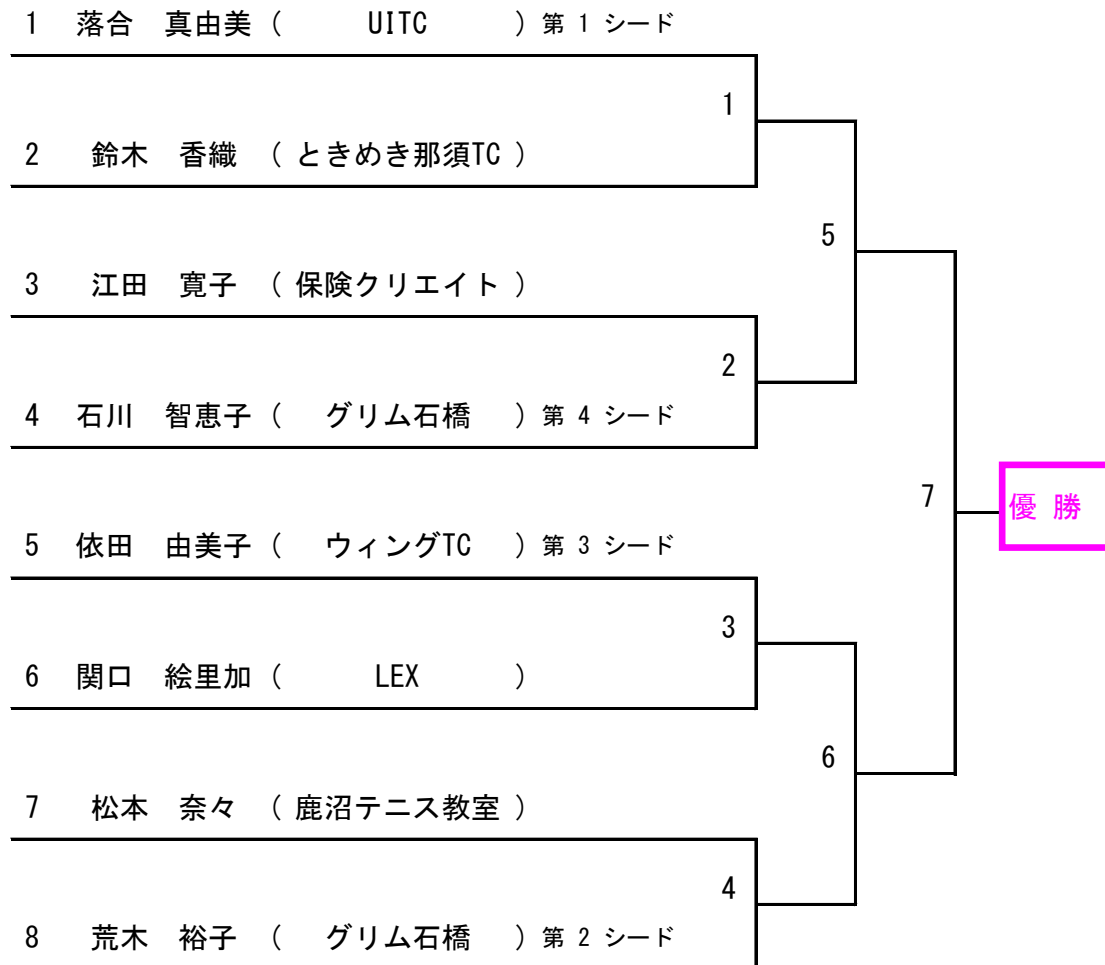 1 落合 真由美 ( UITC ) 第 1 シード
1
2 鈴木 香織 ( ときめき那須TC )
5
3 江田 寛子 ( 保険クリエイト )
2
4 石川 智恵子 ( グリム石橋 ) 第 4 シード
7 優 勝
5 依田 由美子 ( ウィングTC ) 第 3 シード
3
6 関口 絵里加 ( LEX )
6
7 松本 奈々 ( 鹿沼テニス教室 )
4
8 荒木 裕子 ( グリム石橋 ) 第 2 シード